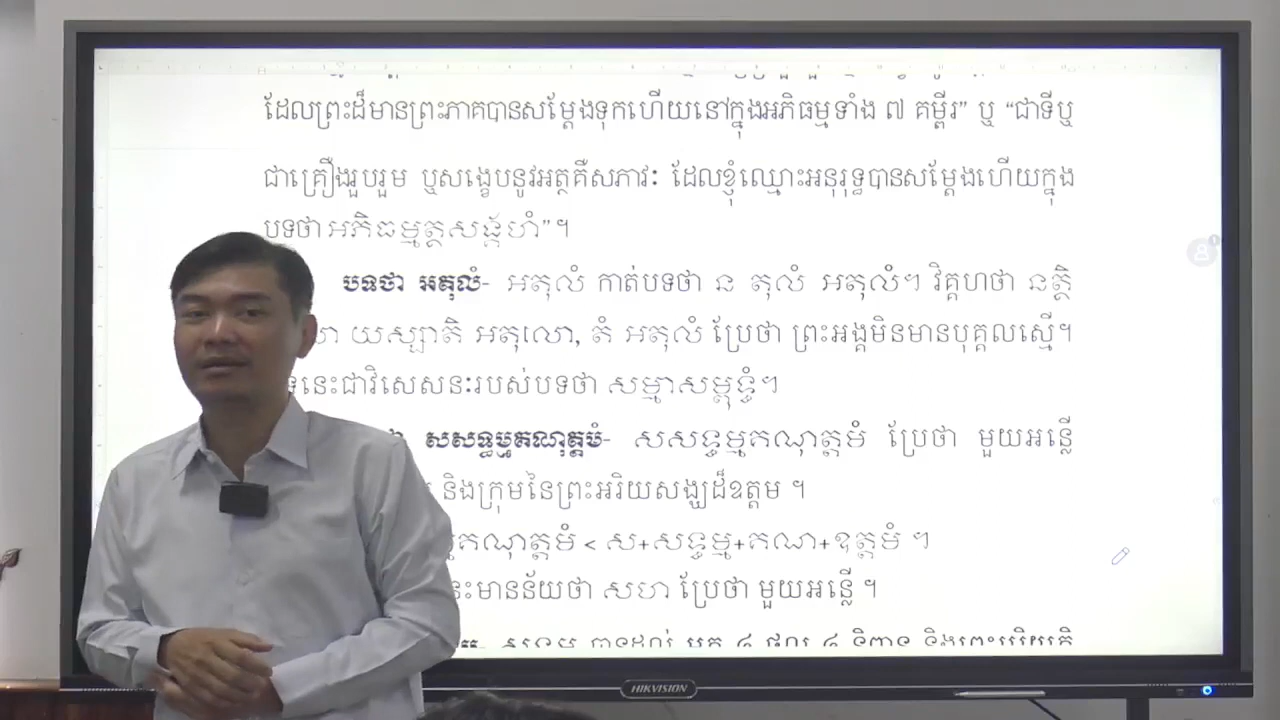 ដែលព្រះដ៏មានព្រះភាគបានសម្ដែងទុកហើយនៅក្នុងអភិធម្មទាំង ៧ គម្ពីរ” ឬ “ជាទីឬ
ជាគ្រឿងរួបរួម ឬសង្ខេបនូវអត្ថគឺសភាវៈ ដែលខ្ញុំឈ្មោះអនុរុទ្ធបានសម្ដែងហើយក្នុង
បទថា អភិធម្មត្ថសង្គហំ”។
បទថា អតុលំ- អតុលំ កាត់បទថា ន តុលំ អតុលំ។ វិគ្គហថា នត្ថិ
យស្សាតិ អតុលោ, តំ អតុលំ ប្រែថា ព្រះអង្គមិនមានបុគ្គលស្មើ។
នេះជាវិសេសនៈរបស់បទថា សម្មាសម្ពុទ្ធំ។
សសទ្ធម្មគណុត្តមំ- សសទ្ធម្មគណុត្តមំ ប្រែថា មួយអន្លើ
និងក្រុមនៃព្រះអរិយសង្ឃដ៏ឧត្តម ។
គណុត្តមំ < ស+សទ្ធម្ម+គណ+ឧត្តមំ ។
មានន័យថា សហ ប្រែថា មួយអន្លើ ។
HIKVISION